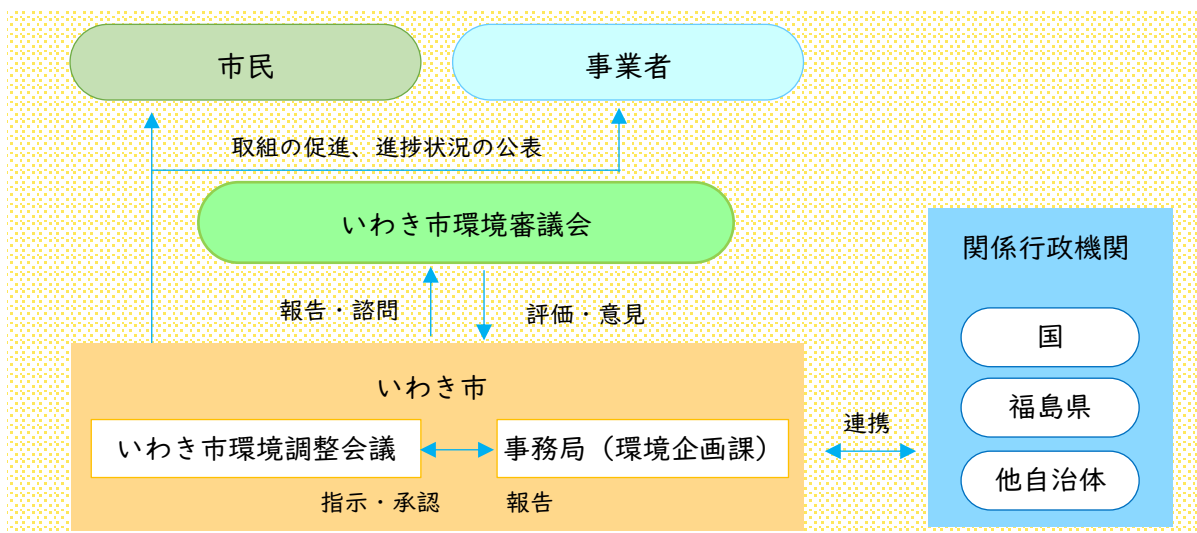 市民
事業者
取組の促進、進捗状況の公表
いわき市環境審議会
報告・諮問
評価・意見
いわき市
いわき市環境調整会議
事務局（環境企画課）
指示・承認
報告
連携
関係行政機関
国
福島県
他自治体